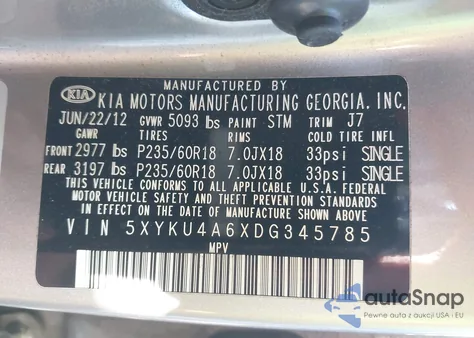 MANUFACTURED BY
KIA KIA MOTORS MANUFACTURING GEORGIA, INC.
JUN/22/12 GVWR 5093 lbs PAINT STM TRIM J7
GAWR TIRES RIMS COLD TIRE INFL
FRONT 2977 lbs P235/60R18 7.0JX18 33psi SINGLE
REAR 3197 lbs P235/60R18 7.0JX18 33psi SINGLE
THIS VEHICLE CONFORMS TO ALL APPLICABLE U.S.A. FEDERAL
MOTOR VEHICLE SAFETY AND THEFT PREVENTION STANDARDS
IN EFFECT ON THE DATE OF MANUFACTURE SHOWN ABOVE.
VIN 5XYKU4A6XDG345785
MPV
autaSnap
Pewne auta z aukcji USA i EU